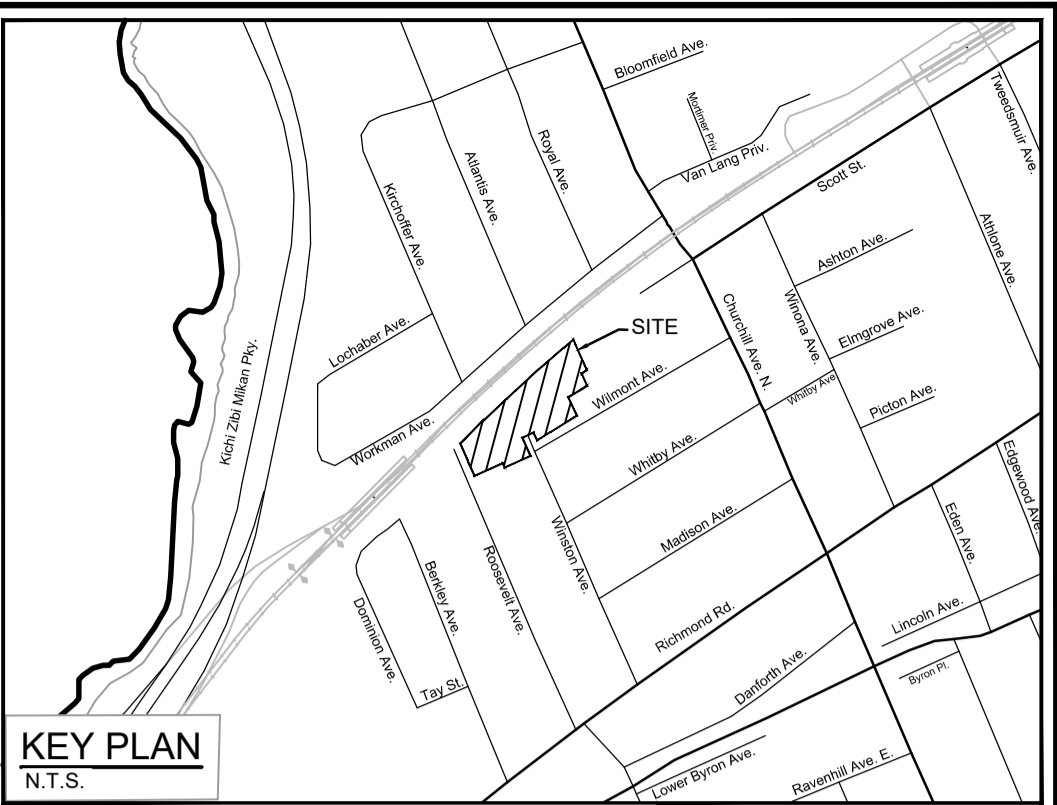 Bloomfield Ave.
Mortimer Priv.
Van Lang Priv.
Tweedsmuir Ave.
Royal Ave.
Atlantis Ave.
Scott St.
Kirchoffer Ave.
Athlone Ave.
Ashton Ave.
Winona Ave.
Elmgrove Ave.
Churchill Ave. N.
SITE
Lochaber Ave.
Kichi Zibi Mikan Pky.
Wilmont Ave.
Whitby Ave
Picton Ave.
Workman Ave.
Whitby Ave.
Edgewood Ave.
Eden Ave.
Madison Ave.
Winston Ave.
Roosevelt Ave.
Berkley Ave.
Dominion Ave.
Richmond Rd.
Lincoln Ave.
Byron Pl.
Danforth Ave.
Tay St.
Lower Byron Ave.
Ravenhill Ave. E.
KEY PLAN
N.T.S.